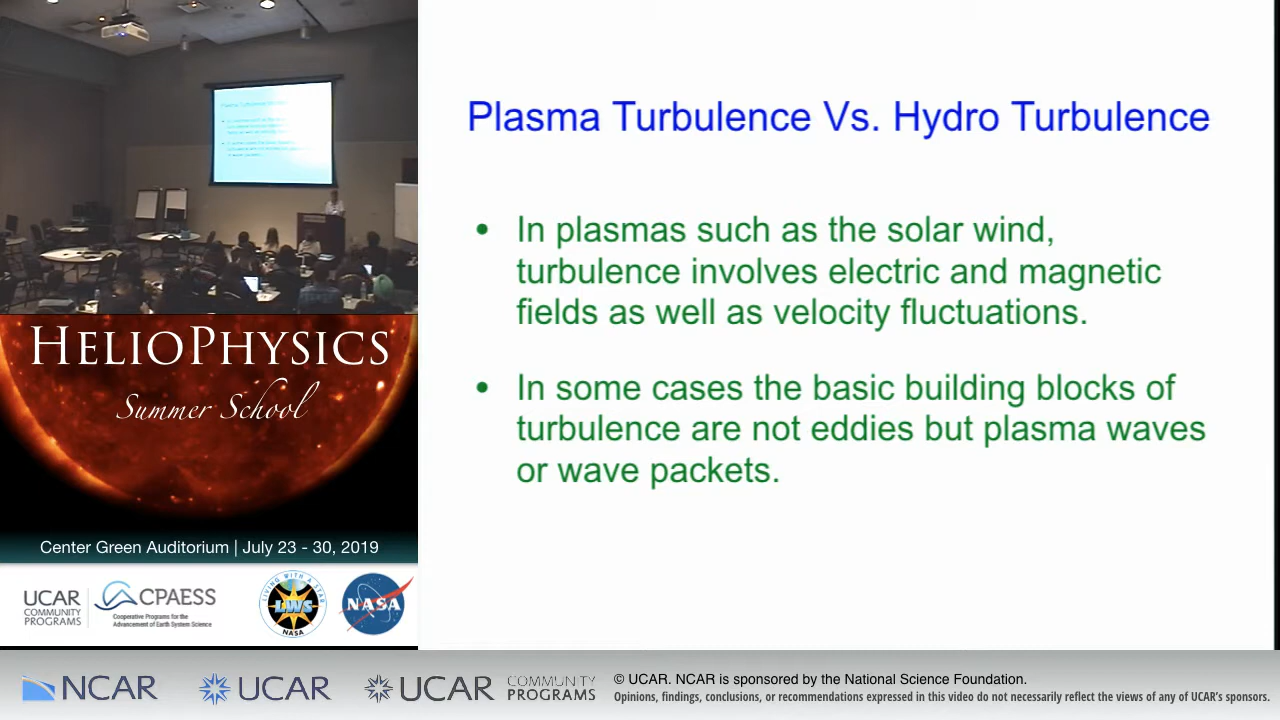 Plasma Turbulence Vs. Hydro Turbulence
• In plasmas such as the solar wind,
turbulence involves electric and magnetic
fields as well as velocity fluctuations.
• In some cases the basic building blocks of
turbulence are not eddies but plasma waves
or wave packets.
HELIOPHYSICS
Summer School
Center Green Auditorium | July 23 - 30, 2019
UCAR
COMMUNITY
PROGRAMS
CPAESS
Cooperative Programs for the
Advancement of Earth System Science
LIVING WITH A STAR
LWS
NASA
NASA
NCAR
UCAR
UCAR
COMMUNITY
PROGRAMS
© UCAR. NCAR is sponsored by the National Science Foundation.
Opinions, findings, conclusions, or recommendations expressed in this video do not necessarily reflect the views of any of UCAR's sponsors.